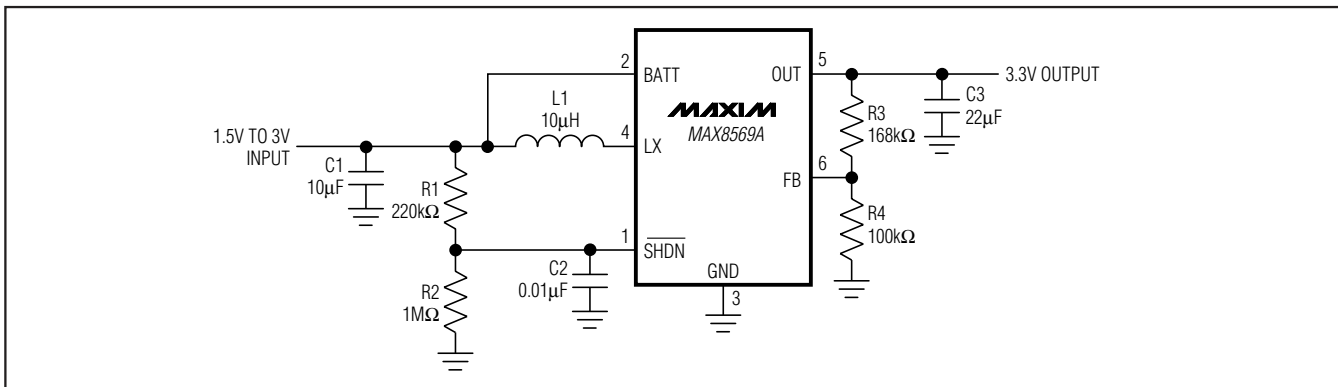 2
BATT
OUT
5
3.3V OUTPUT
L1
10µH
MAXIM
MAX8569A
R3
168kΩ
C3
22µF
1.5V TO 3V
INPUT
4
LX
C1
10µF
R1
220kΩ
6
FB
R4
100kΩ
1
SHDN
C2
0.01µF
GND
3
R2
1MΩ